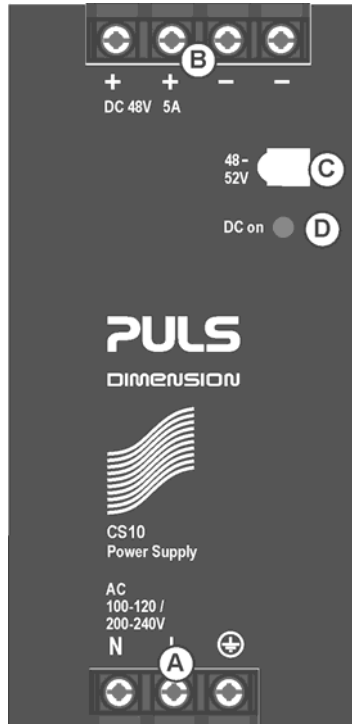 B
+ + – –
DC 48V 5A
48–
52V
C
DC on
D
PULS
DIMENSION
CS10
Power Supply
AC
100-120 /
200-240V
N
A